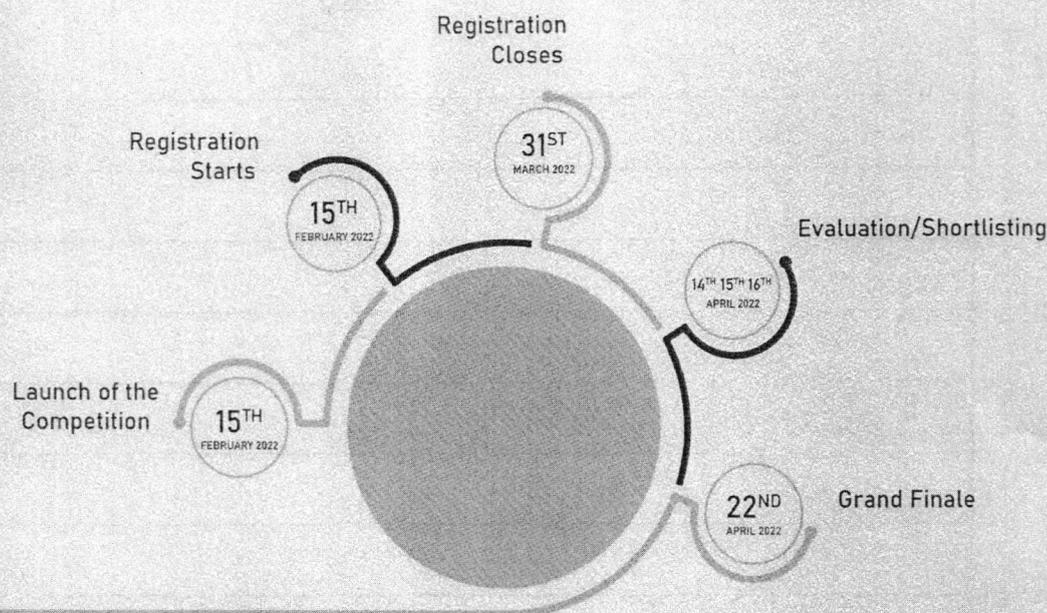 Registration
Closes
31ST
MARCH 2022
Registration
Starts
15TH
FEBRUARY 2022
Evaluation/Shortlisting
14TH 15TH 16TH
APRIL 2022
Launch of the
Competition
15TH
FEBRUARY 2022
22ND
APRIL 2022
Grand Finale